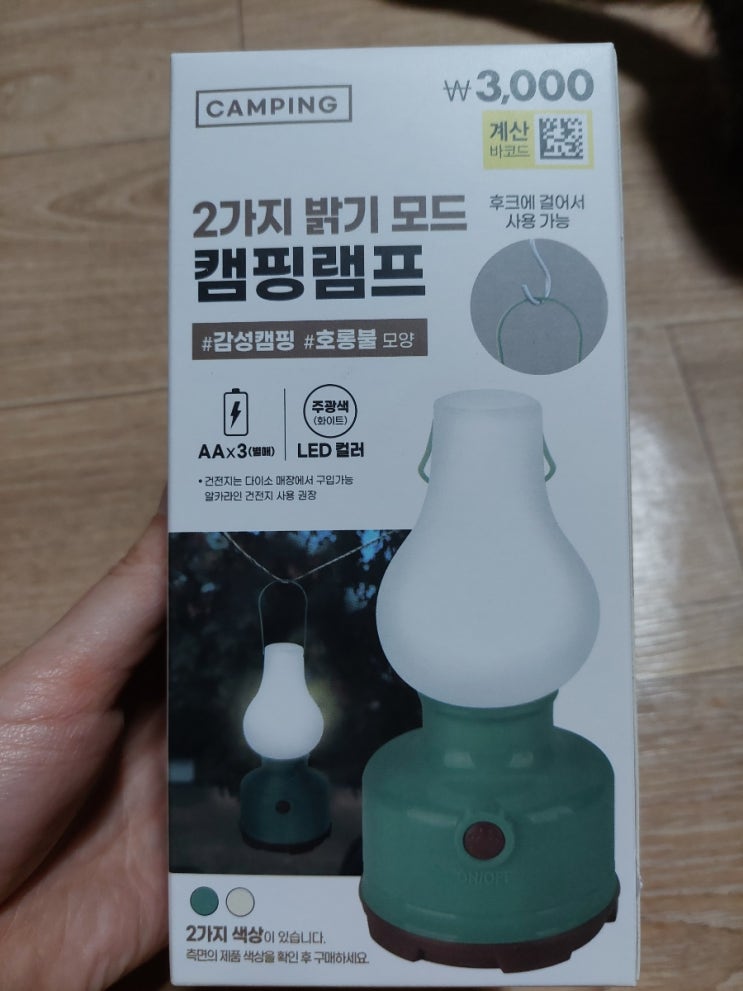 CAMPING
₩3,000
계산
바코드
2가지 밝기 모드
캠핑램프
후크에 걸어서
사용 가능
#감성캠핑 #호롱불 모양
주광색
(화이트)
AAx3(별매)
LED 컬러
• 건전지는 다이소 매장에서 구입가능
알카라인 건전지 사용 권장
ON/OFF
2가지 색상이 있습니다.
측면의 제품 색상을 확인 후 구매하세요.